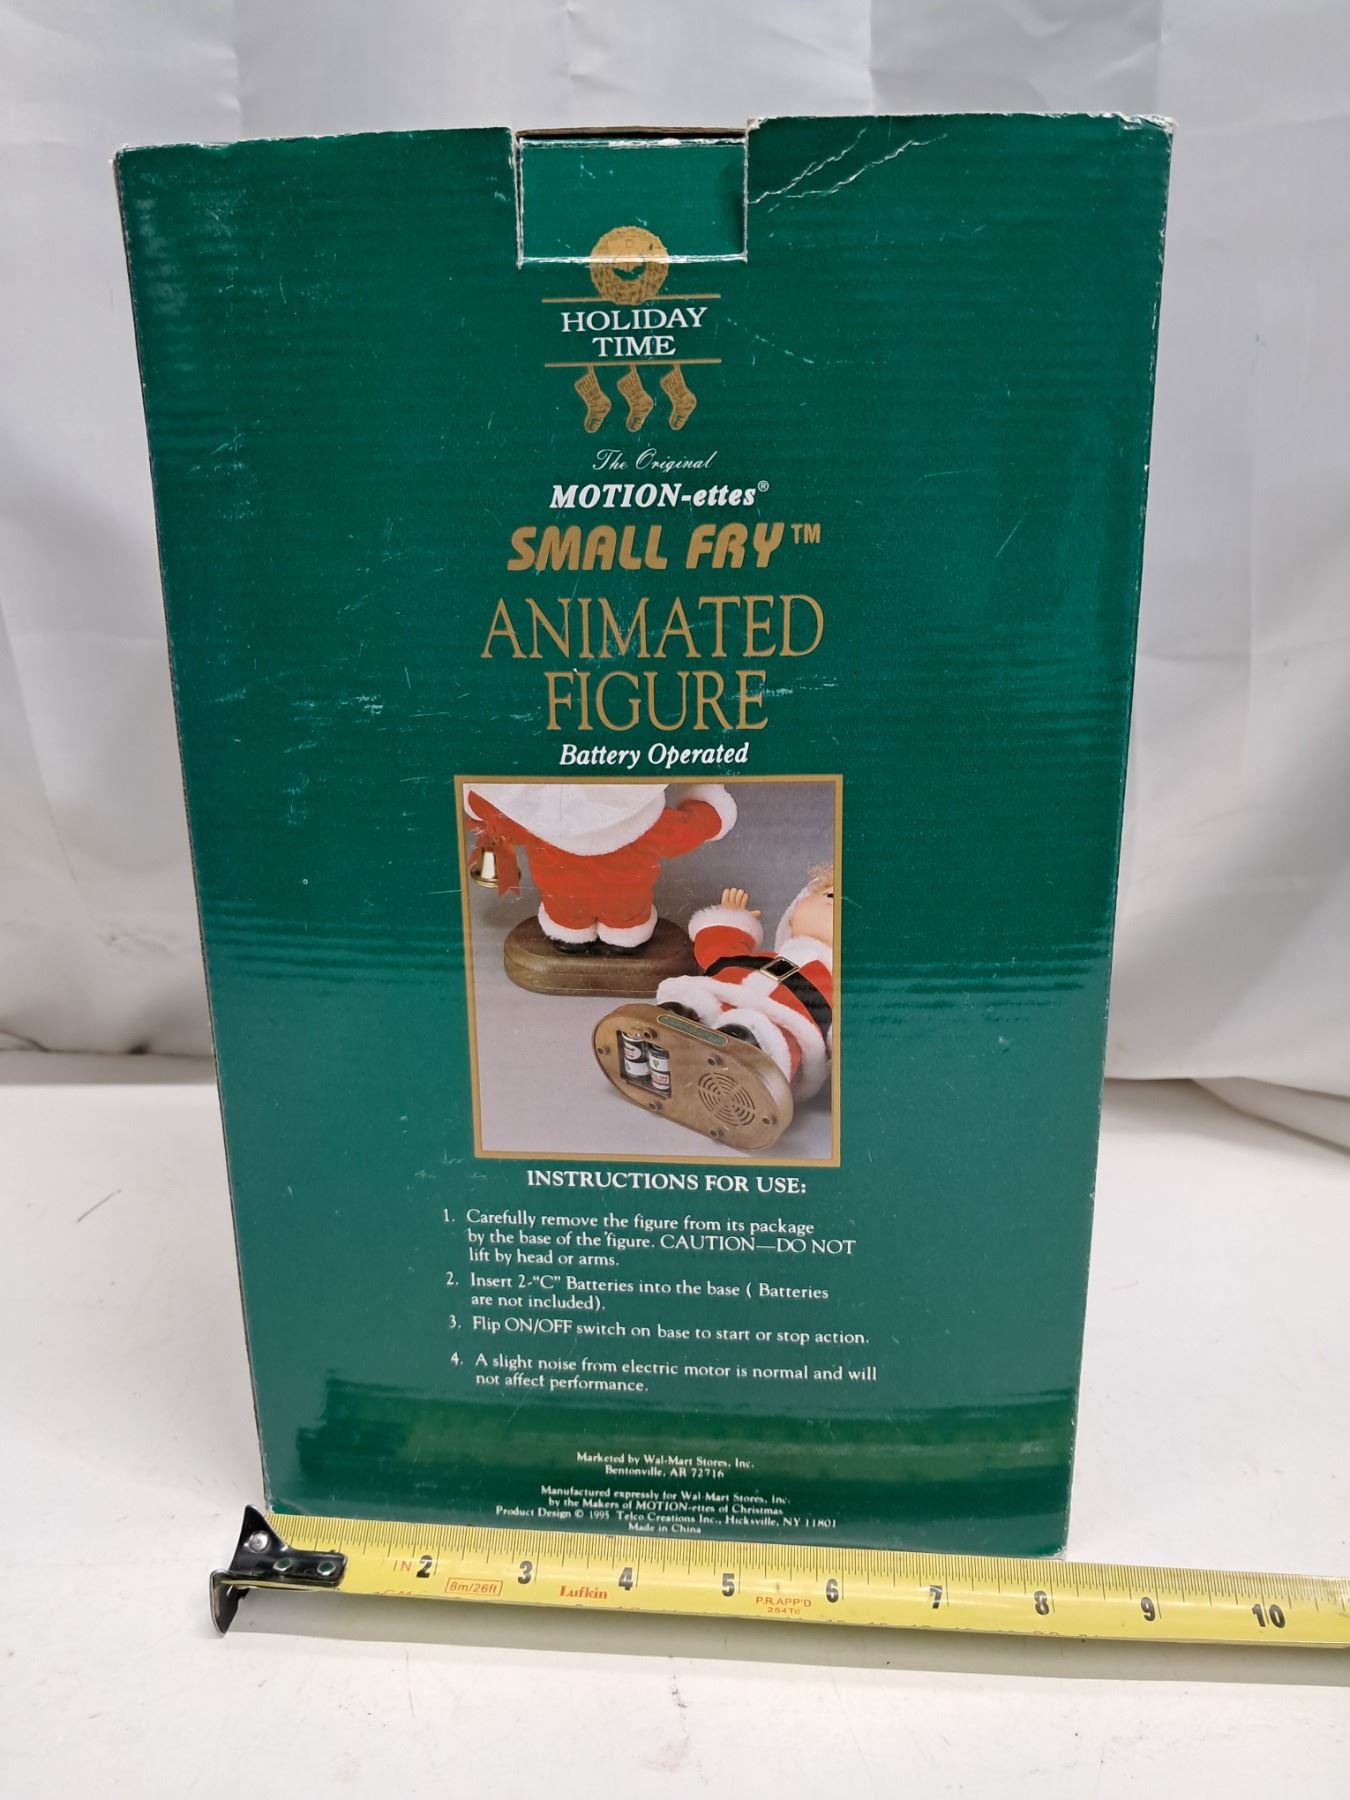 HOLIDAY
TIME
The Original
MOTION-ettes®
SMALL FRY™
ANIMATED
FIGURE
Battery Operated
INSTRUCTIONS FOR USE:
1. Carefully remove the figure from its package
by the base of the figure. CAUTION—DO NOT
lift by head or arms.
2. Insert 2-"C" Batteries into the base ( Batteries
are not included).
3. Flip ON/OFF switch on base to start or stop action.
4. A slight noise from electric motor is normal and will
not affect performance.
Marketed by Wal-Mart Stores, Inc.
Bentonville, AR 72716
Manufactured expressly for Wal-Mart Stores, Inc.
by the Makers of MOTION-ettes of Christmas
Product Design © 1995 Telco Creations Inc., Hicksville, NY 11801
Made in China
IN 2 3 4 5 6 7 8 9 10
8m/26ft Lufkin P.R.APP'D
254Tc